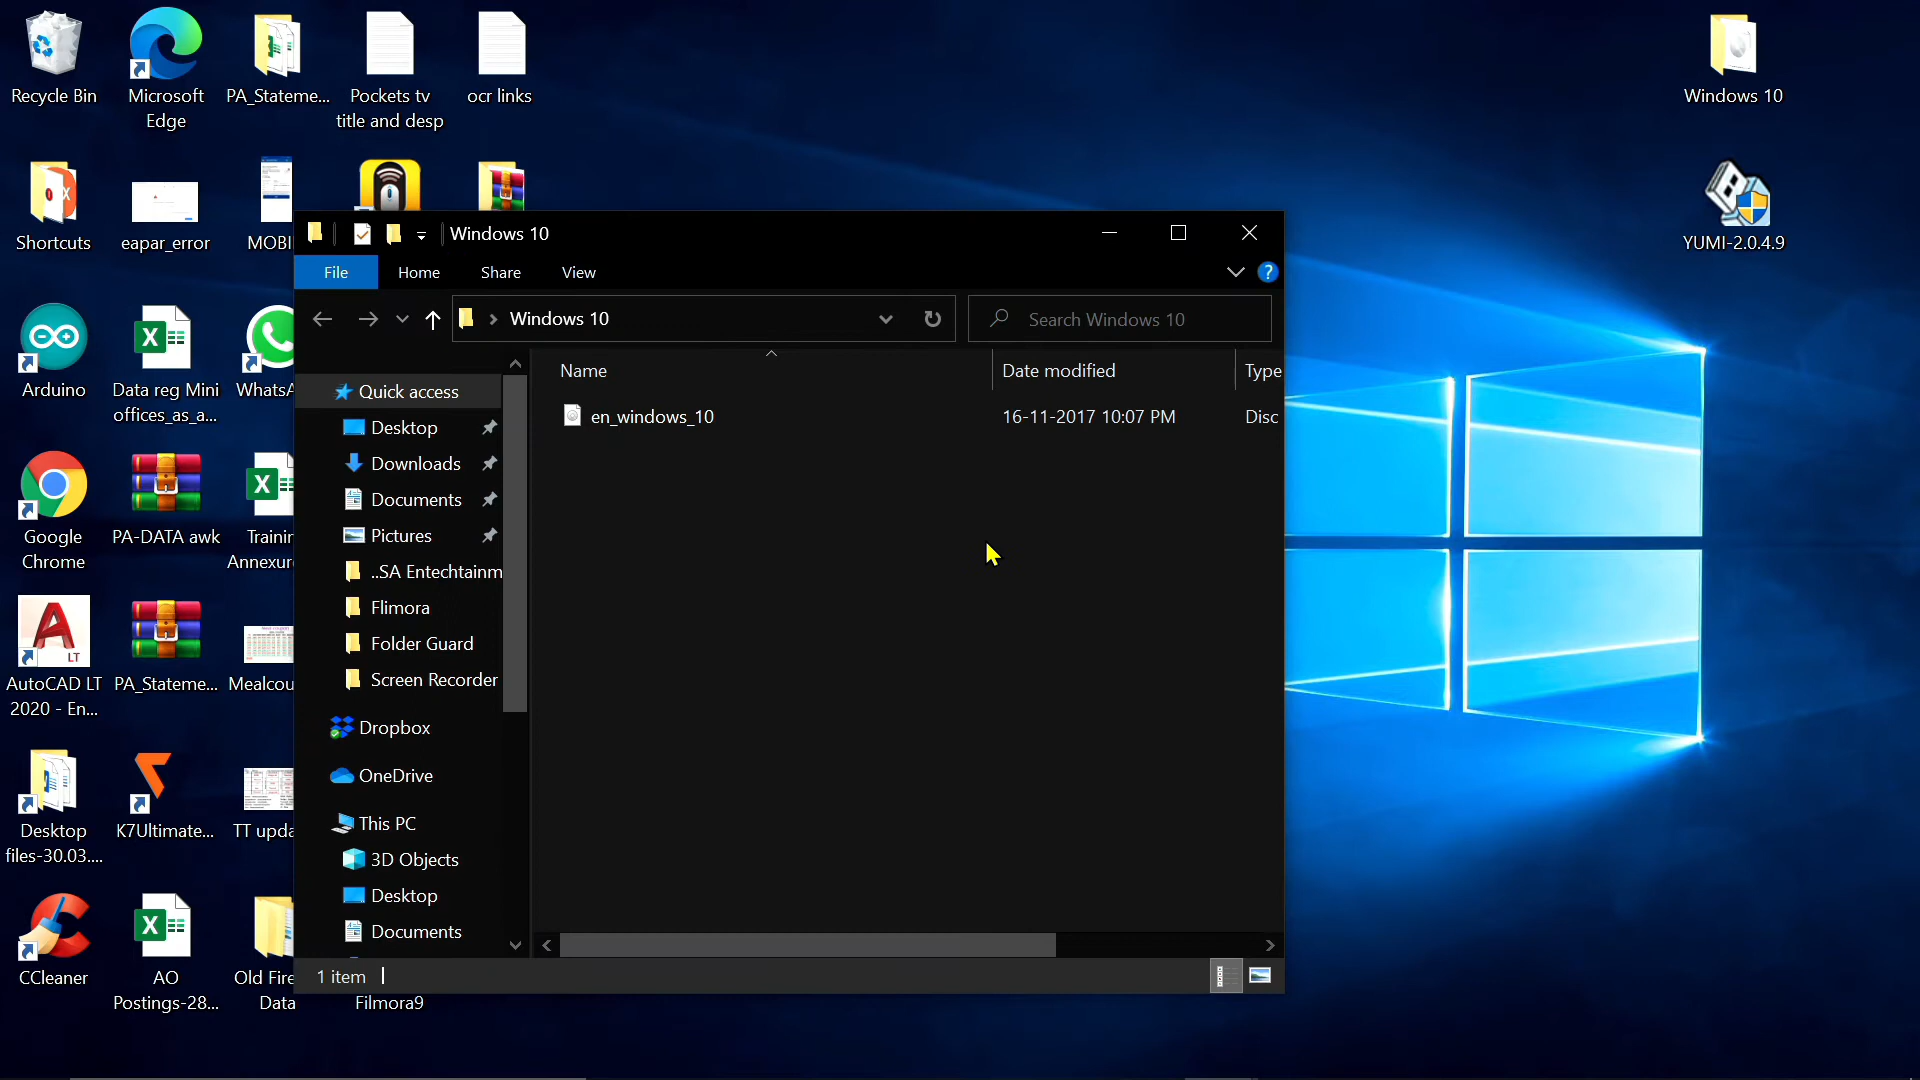 Recycle Bin
Microsoft
Edge
PA_Stateme...
Pockets tv
title and desp
ocr links
Windows 10
Shortcuts
eapar_error
MOBI
YUMI-2.0.4.9
Windows 10
File
Home
Share
View
?
Windows 10
Search Windows 10
Arduino
Data reg Mini
offices_as_a...
WhatsA
Name
Date modified
Type
Quick access
en_windows_10
16-11-2017 10:07 PM
Disc
Desktop
Downloads
Documents
Pictures
..SA Entechtainm
Flimora
Folder Guard
Screen Recorder
Dropbox
OneDrive
This PC
3D Objects
Desktop
Documents
Google
Chrome
PA-DATA awk
Trainin
Annexur
AutoCAD LT
2020 - En...
LT
PA_Stateme...
Mealcou
Desktop
files-30.03....
K7Ultimate...
TT upda
CCleaner
AO
Postings-28...
Old Fire
Data
Filmora9
1 item